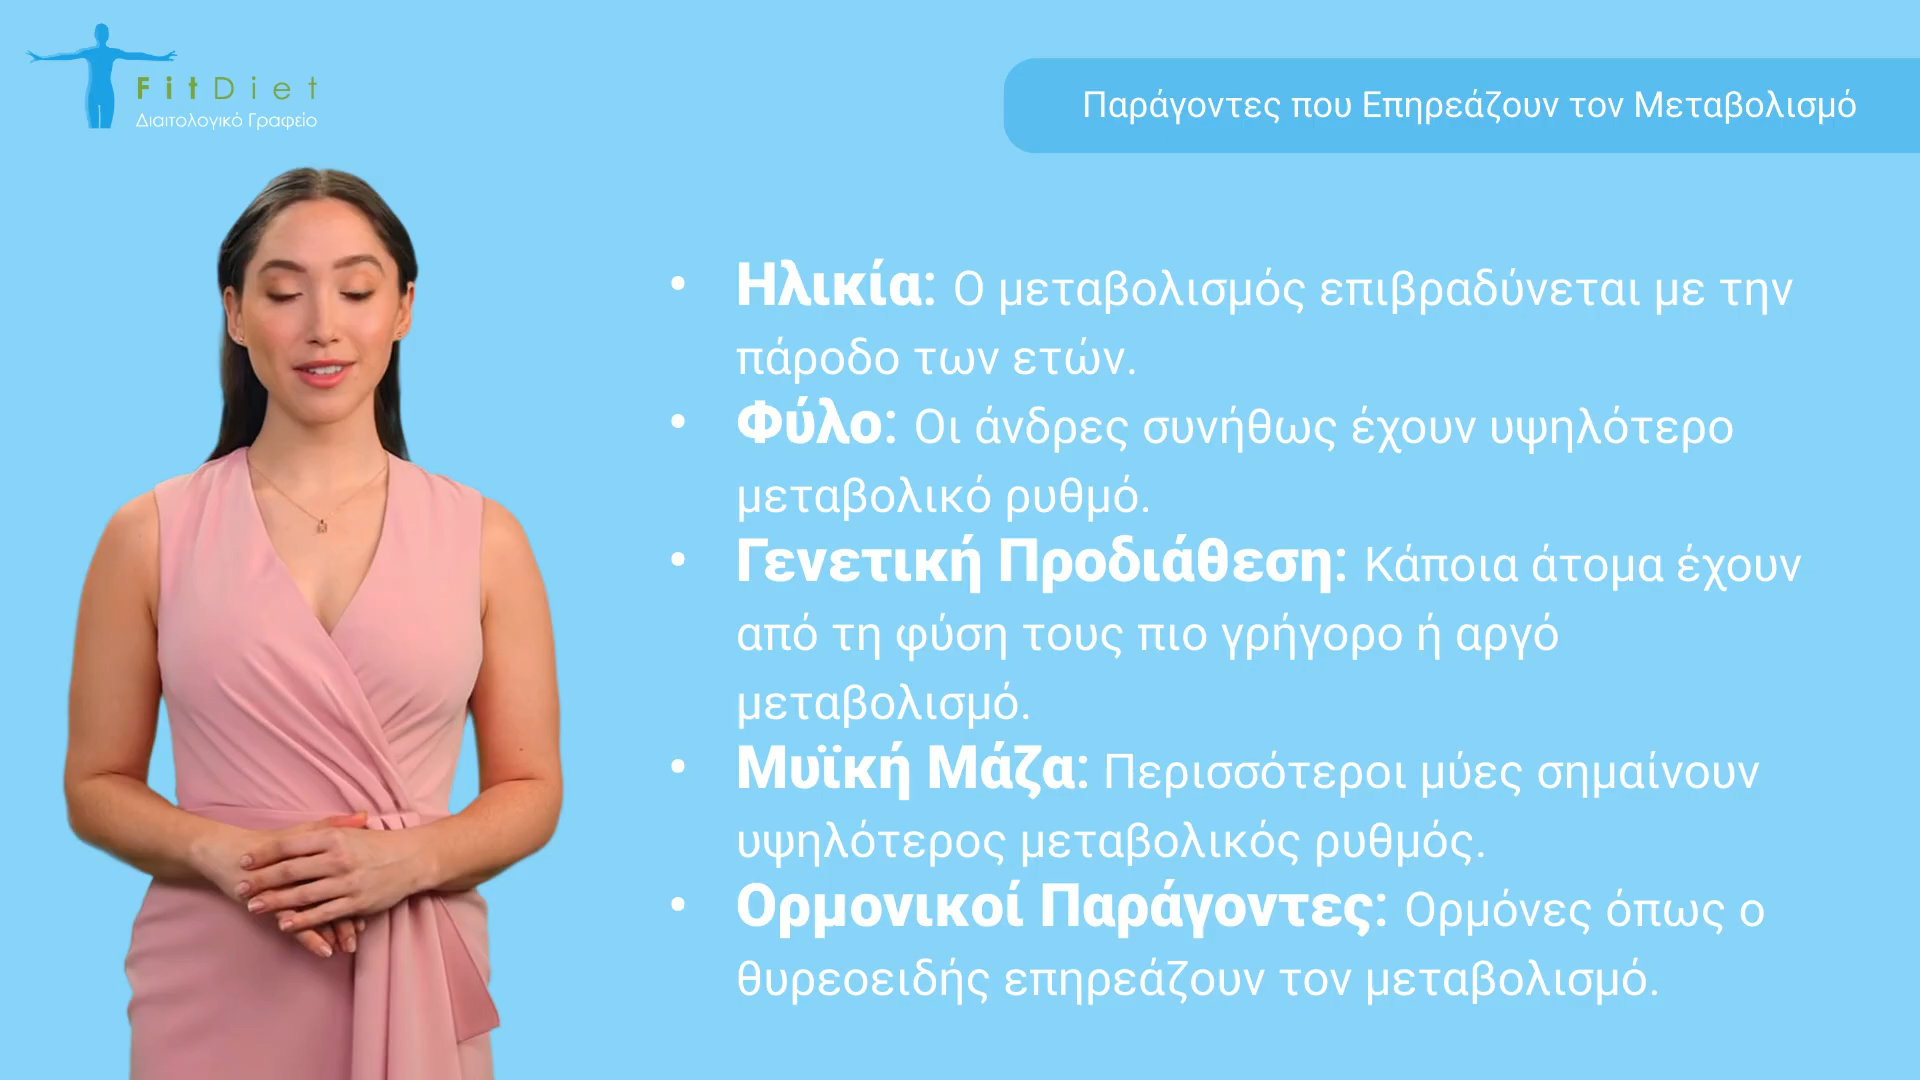 FitDiet
Διαιτολογικό Γραφείο
Παράγοντες που Επηρεάζουν τον Μεταβολισμό
• Ηλικία: Ο μεταβολισμός επιβραδύνεται με την
πάροδο των ετών.
• Φύλο: Οι άνδρες συνήθως έχουν υψηλότερο
μεταβολικό ρυθμό.
• Γενετική Προδιάθεση: Κάποια άτομα έχουν
από τη φύση τους πιο γρήγορο ή αργό
μεταβολισμό.
• Μυϊκή Μάζα: Περισσότεροι μύες σημαίνουν
υψηλότερος μεταβολικός ρυθμός.
• Ορμονικοί Παράγοντες: Ορμόνες όπως ο
θυρεοειδής επηρεάζουν τον μεταβολισμό.